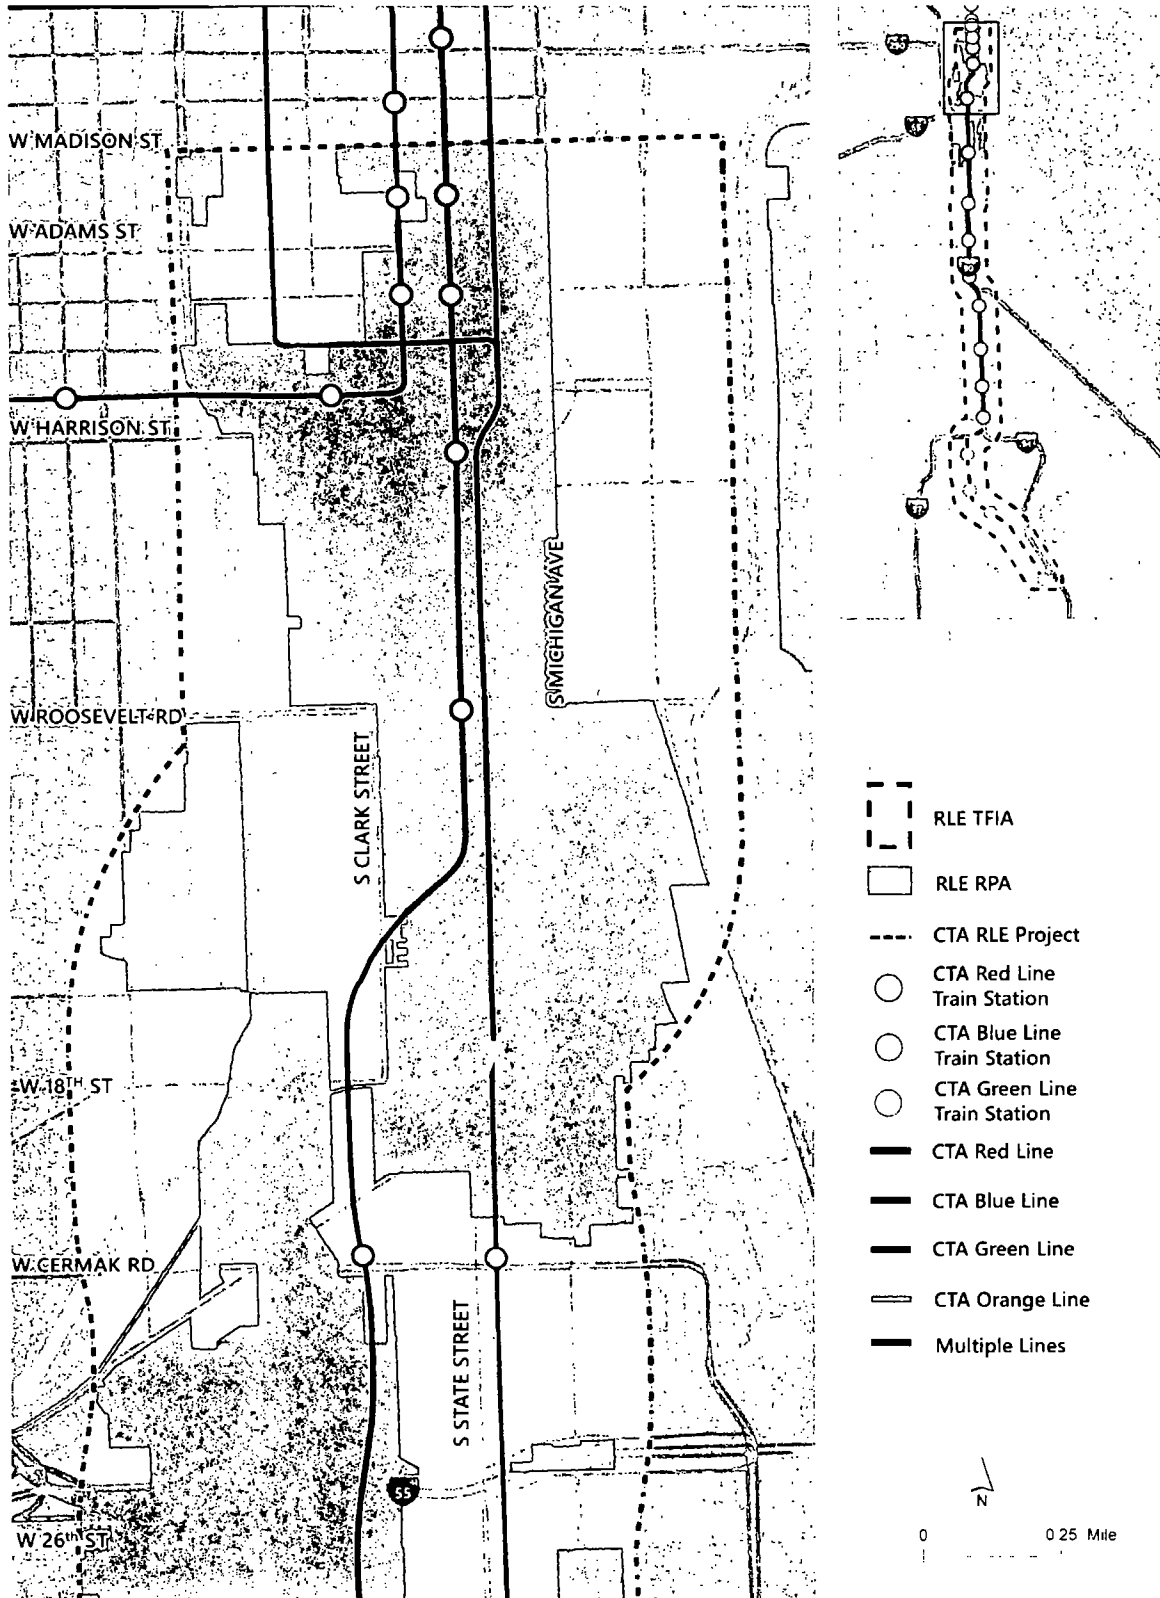 W MADISON ST
W ADAMS ST
W HARRISON ST
S MICHIGAN AVE
W ROOSEVELT RD
S CLARK STREET
W 18TH ST
W CERMAK RD
S STATE STREET
55
W 26th ST
RLE TFIA
RLE RPA
CTA RLE Project
CTA Red Line
Train Station
CTA Blue Line
Train Station
CTA Green Line
Train Station
CTA Red Line
CTA Blue Line
CTA Green Line
CTA Orange Line
Multiple Lines
N
0 0 25 Mile